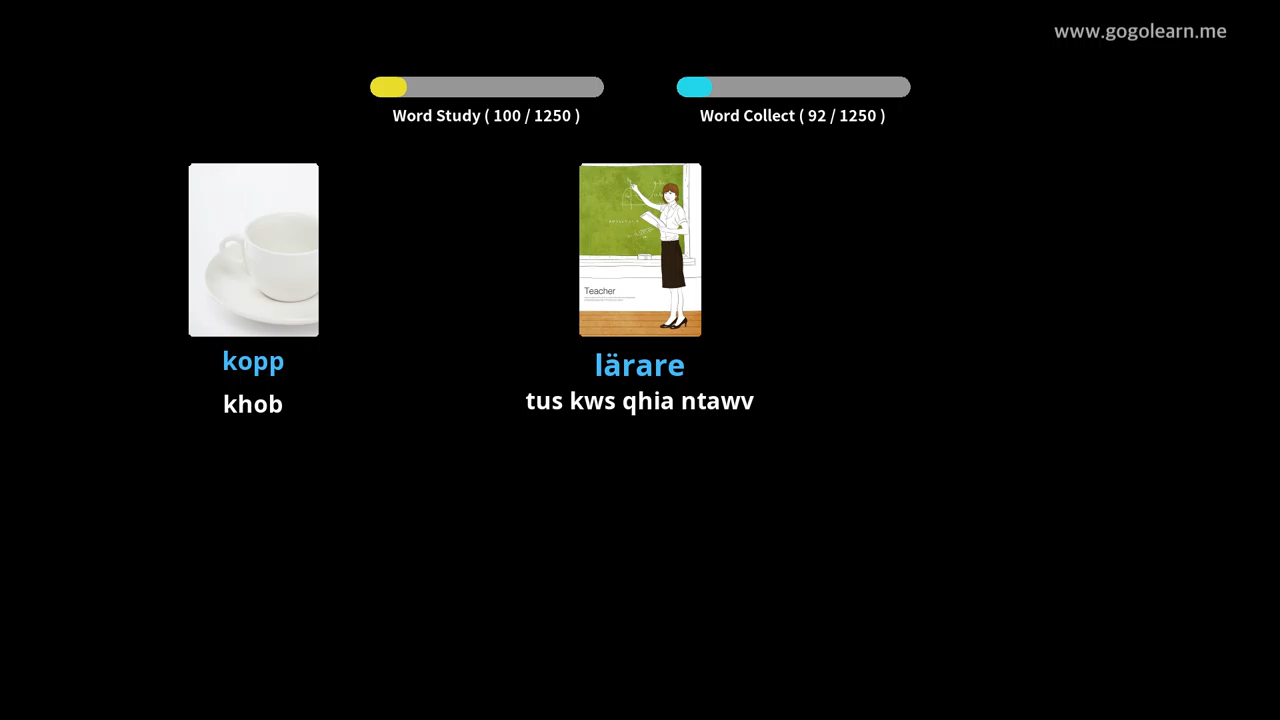 www.gogolearn.me
Word Study ( 100 / 1250 )
Word Collect ( 92 / 1250 )
Teacher
kopp
khob
lärare
tus kws qhia ntawv